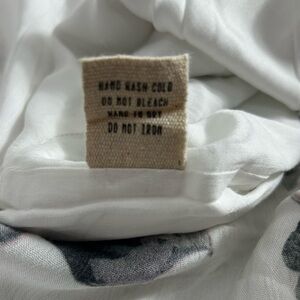 HAND WASH COLD
DO NOT BLEACH
HANG TO DRY
DO NOT IRON